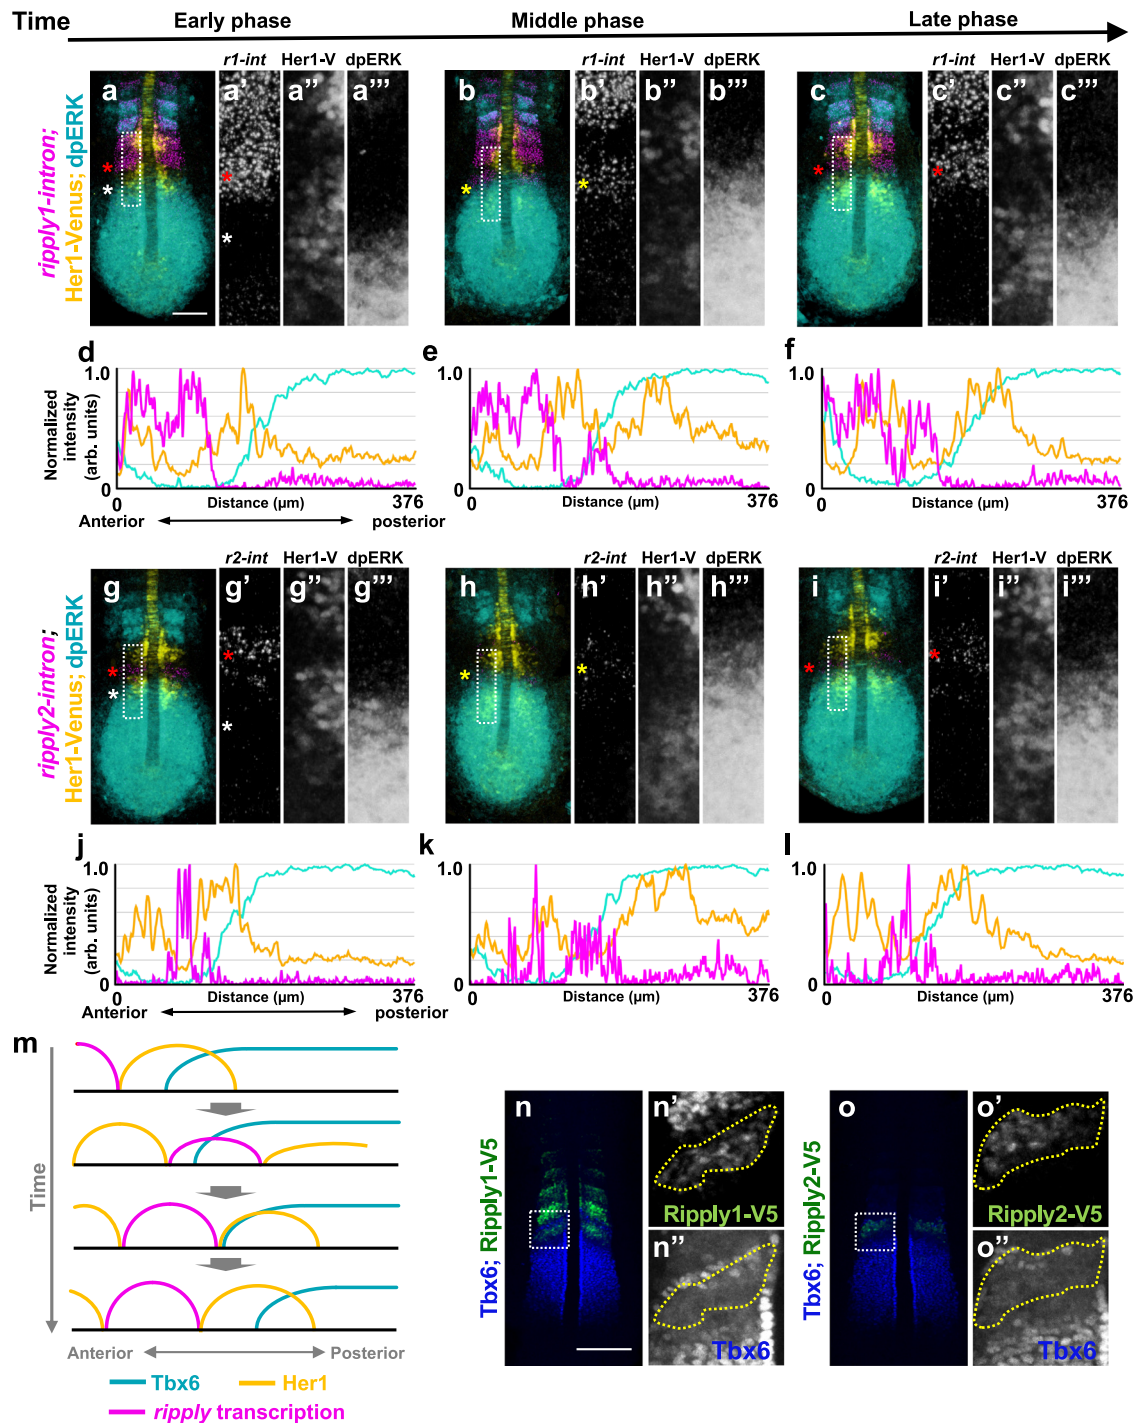 Time Early phase Middle phase Late phase
r1-int Her1-V dpERK r1-int Her1-V dpERK r1-int Her1-V dpERK
a a' a'' a''' b b' b'' b''' c c' c'' c'''
ripply1-intron;
Her1-Venus; dpERK
* * * * * * * *
d e f
Normalized
intensity
(arb. units)
1.0 1.0 1.0
0 0 0
0 Distance (µm) 376 0 Distance (µm) 376 0 Distance (µm) 376
Anterior posterior
r2-int Her1-V dpERK r2-int Her1-V dpERK r2-int Her1-V dpERK
g g' g'' g''' h h' h'' h''' i i' i'' i'''
ripply2-intron;
Her1-Venus; dpERK
* * * * * * * *
j k l
Normalized
intensity
(arb. units)
1.0 1.0 1.0
0 0 0
0 Distance (µm) 376 0 Distance (µm) 376 0 Distance (µm) 376
Anterior posterior
m
Time
Anterior Posterior
Tbx6 Her1
ripply transcription
n n' o o'
Tbx6; Ripply1-V5
Ripply1-V5
n''
Tbx6
Tbx6; Ripply2-V5
Ripply2-V5
o''
Tbx6